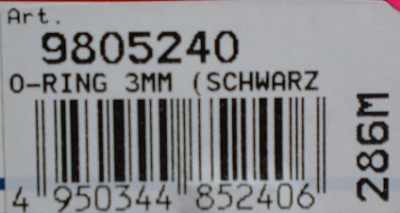 Art.
9805240
O-RING 3MM (SCHWARZ
4 950344 852406
286M